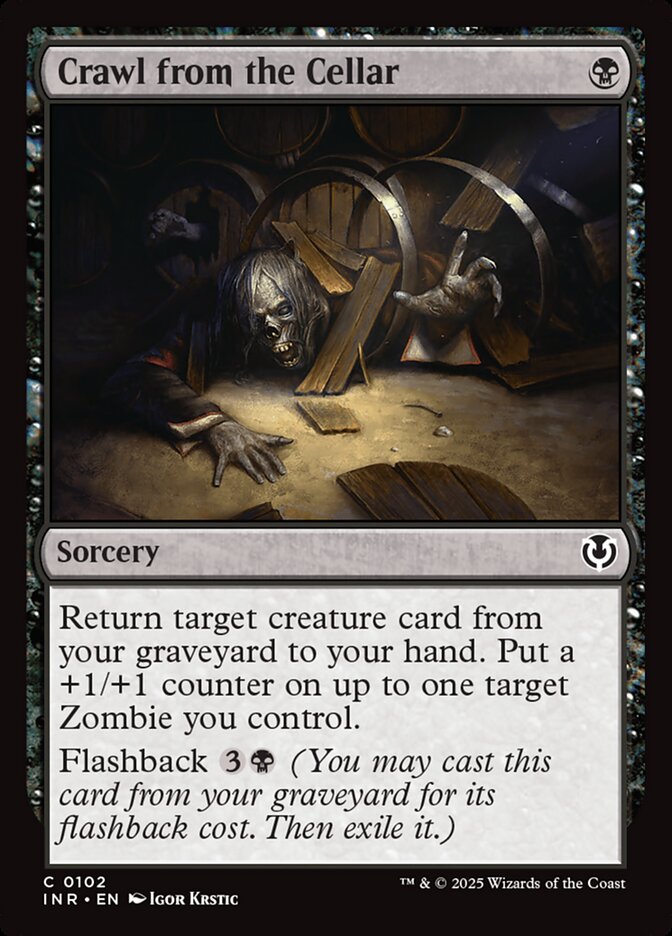 Crawl from the Cellar
Sorcery
Return target creature card from
your graveyard to your hand. Put a
+1/+1 counter on up to one target
Zombie you control.
Flashback 3 (You may cast this
card from your graveyard for its
flashback cost. Then exile it.)
C 0102
INR • EN Igor Krstic
™ & © 2025 Wizards of the Coast